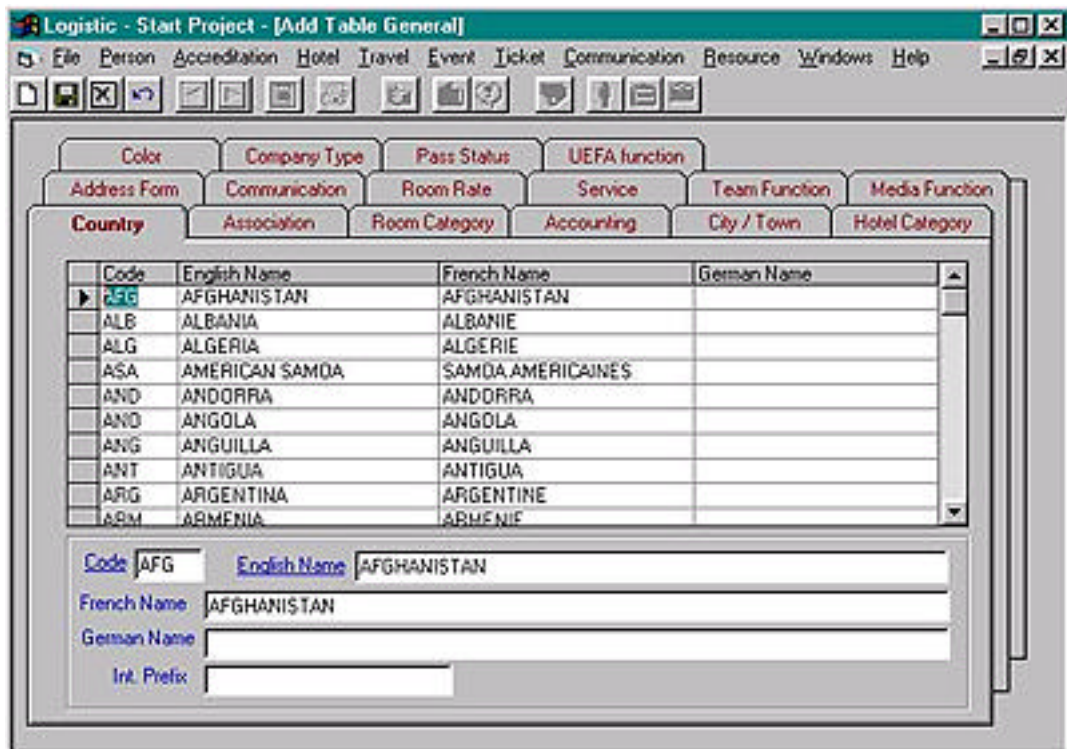 Logistic - Start Project - [Add Table General]
File Person Accreditation Hotel Travel Event Ticket Communication Resource Windows Help
Color Company Type Pass Status UEFA function
Address Form Communication Room Rate Service Team Function Media Function
Country Association Room Category Accounting City / Town Hotel Category
Code English Name French Name German Name
AFG AFGHANISTAN AFGHANISTAN
ALB ALBANIA ALBANIE
ALG ALGERIA ALGERIE
ASA AMERICAN SAMOA SAMOA AMERICAINES
AND ANDORRA ANDORRA
ANO ANGOLA ANGOLA
ANG ANGUILLA ANGUILLA
ANT ANTIGUA ANTIGUA
ARG ARGENTINA ARGENTINE
ARM ARMENIA ARMENIE
Code AFG English Name AFGHANISTAN
French Name AFGHANISTAN
German Name
Int. Prefix